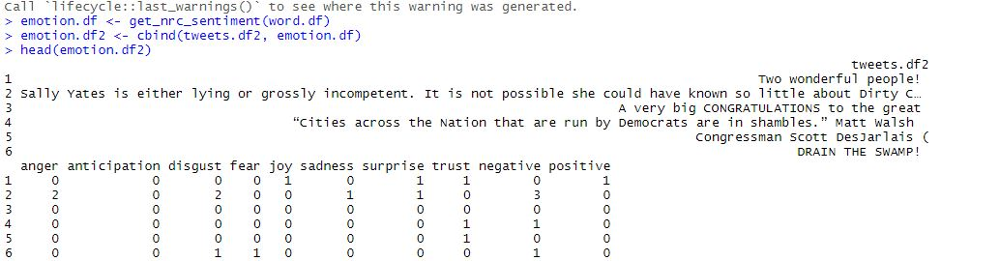 Call `lifecycle::last_warnings()` to see where this warning was generated.
> emotion.df <- get_nrc_sentiment(word.df)
> emotion.df2 <- cbind(tweets.df2, emotion.df)
> head(emotion.df2)
tweets.df2
1 Two wonderful people!
2 Sally Yates is either lying or grossly incompetent. It is not possible she could have known so little about Dirty C…
3 A very big CONGRATULATIONS to the great
4 “Cities across the Nation that are run by Democrats are in shambles.” Matt Walsh
5 Congressman Scott DesJarlais (
6 DRAIN THE SWAMP!
anger anticipation disgust fear joy sadness surprise trust negative positive
1 0 0 0 0 1 0 1 1 0 1
2 2 0 2 0 0 1 1 0 3 0
3 0 0 0 0 0 0 0 0 0 0
4 0 0 0 0 0 0 0 1 1 0
5 0 0 0 0 0 0 0 1 0 0
6 0 0 1 1 0 0 0 0 1 0